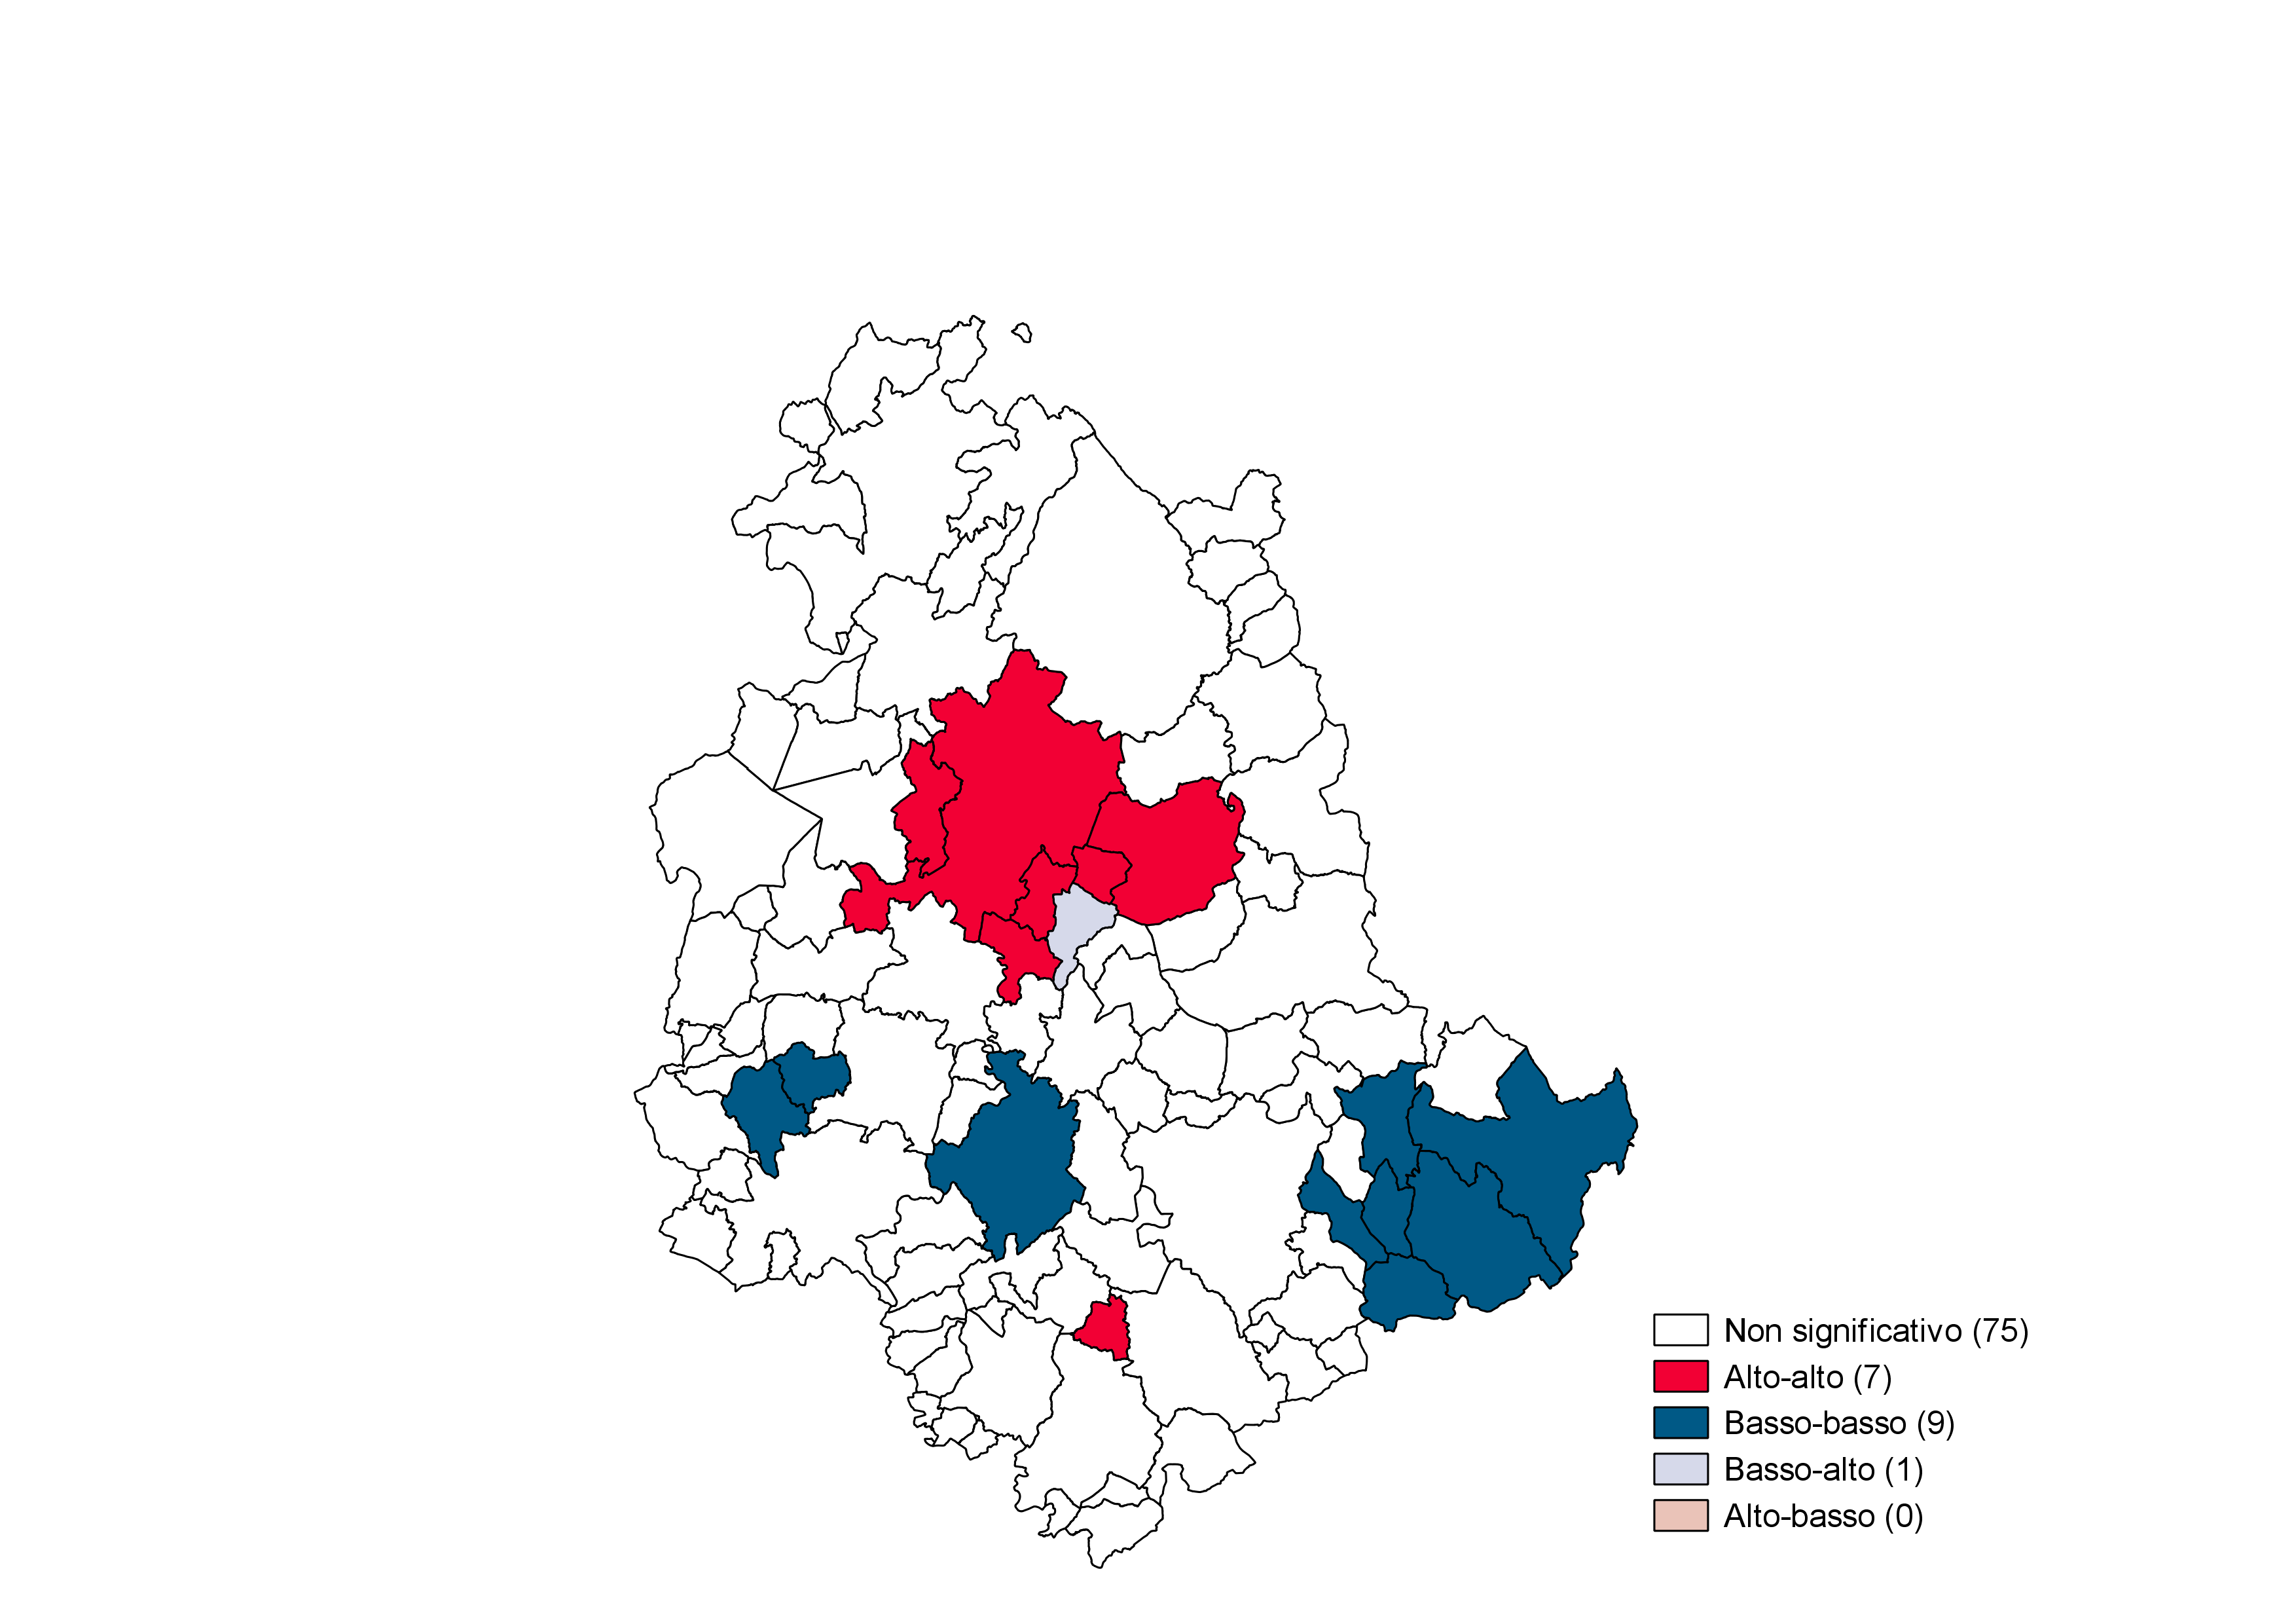 Non significativo (75)
Alto-alto (7)
Basso-basso (9)
Basso-alto (1)
Alto-basso (0)